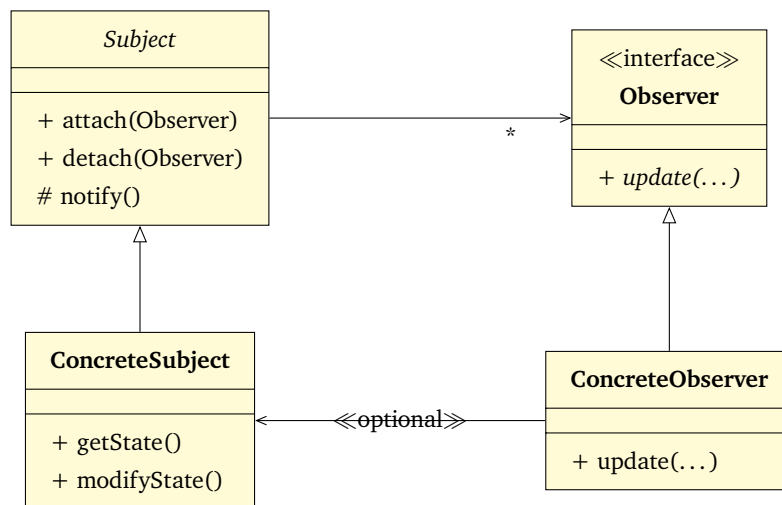 Subject
+ attach(Observer)
+ detach(Observer)
# notify()
≪interface≫
Observer
+ update(...)
*
ConcreteSubject
+ getState()
+ modifyState()
≪optional≫
ConcreteObserver
+ update(...)